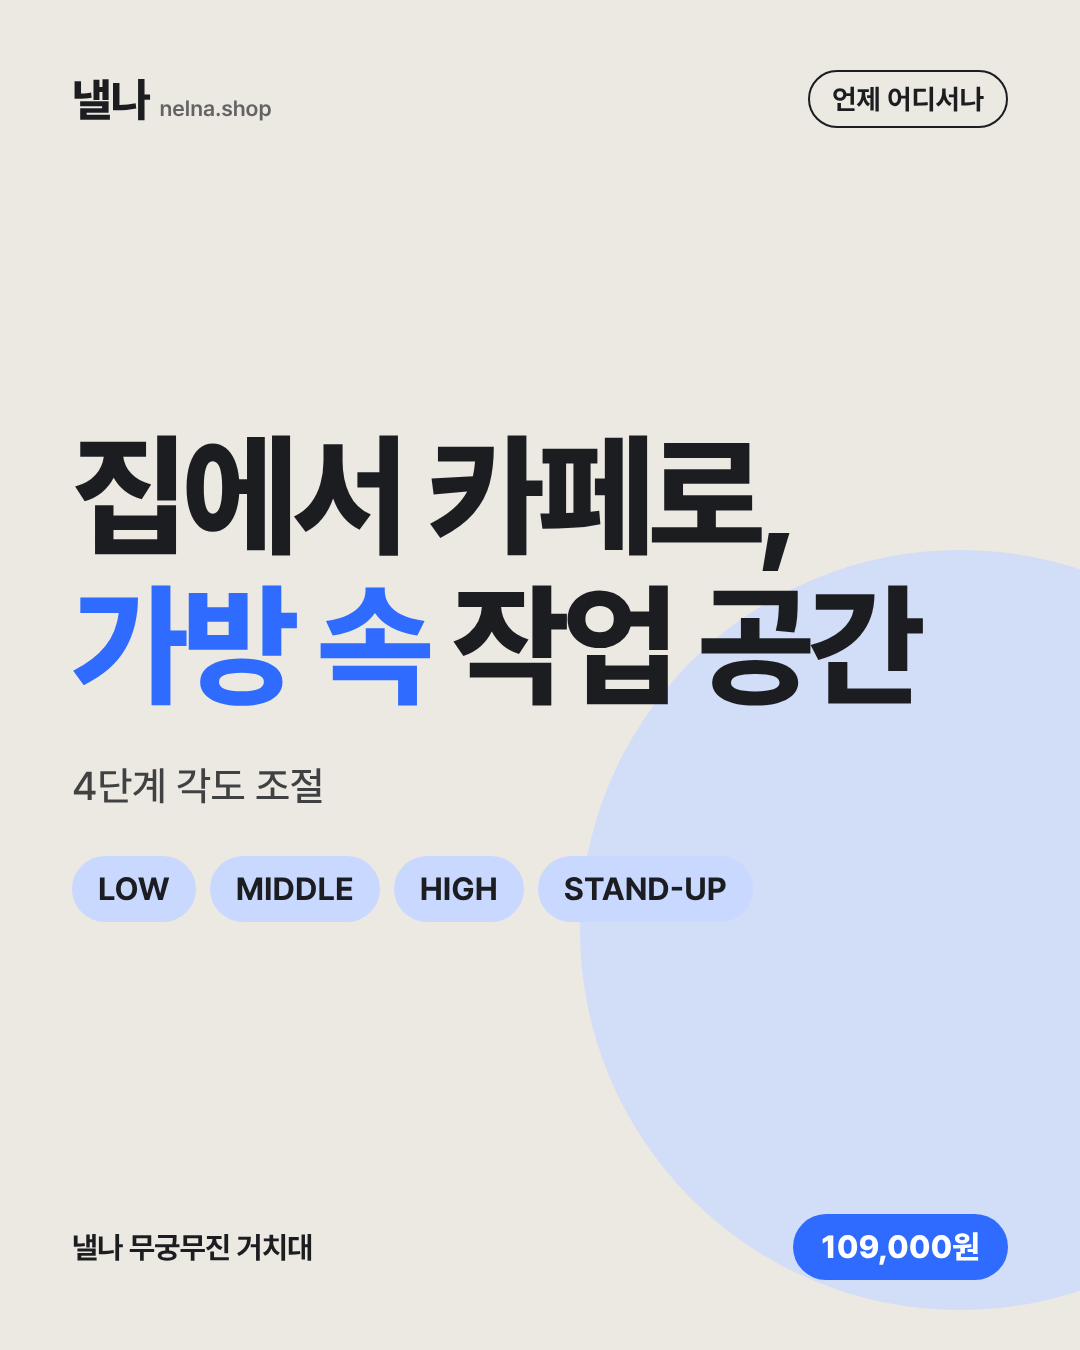 낼나 nelna.shop
언제 어디서나
집에서 카페로,
가방 속 작업 공간
4단계 각도 조절
LOW MIDDLE HIGH STAND-UP
낼나 무궁무진 거치대
109,000원